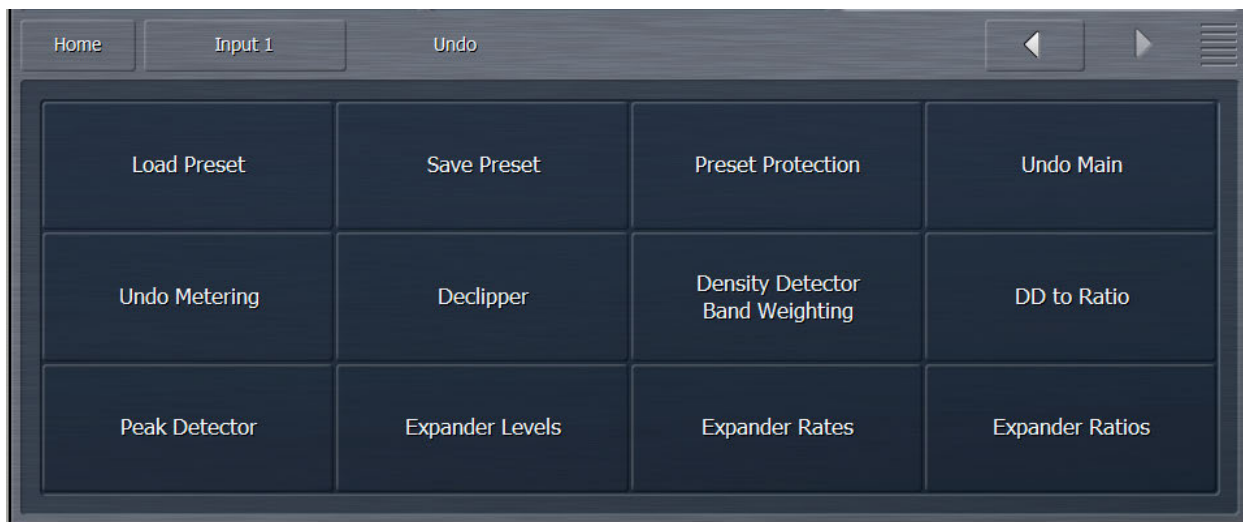 Home Input 1 Undo
Load Preset Save Preset Preset Protection Undo Main
Undo Metering Declipper Density Detector DD to Ratio
Band Weighting
Peak Detector Expander Levels Expander Rates Expander Ratios